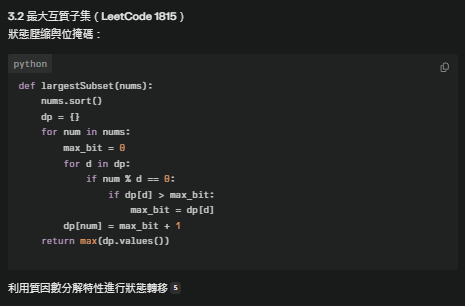 3.2 最大互質子集（LeetCode 1815）
狀態壓縮與位掩碼：
python
def largestSubset(nums):
    nums.sort()
    dp = {}
    for num in nums:
        max_bit = 0
        for d in dp:
            if num % d == 0:
                if dp[d] > max_bit:
                    max_bit = dp[d]
        dp[num] = max_bit + 1
    return max(dp.values())
利用質因數分解特性進行狀態轉移 5